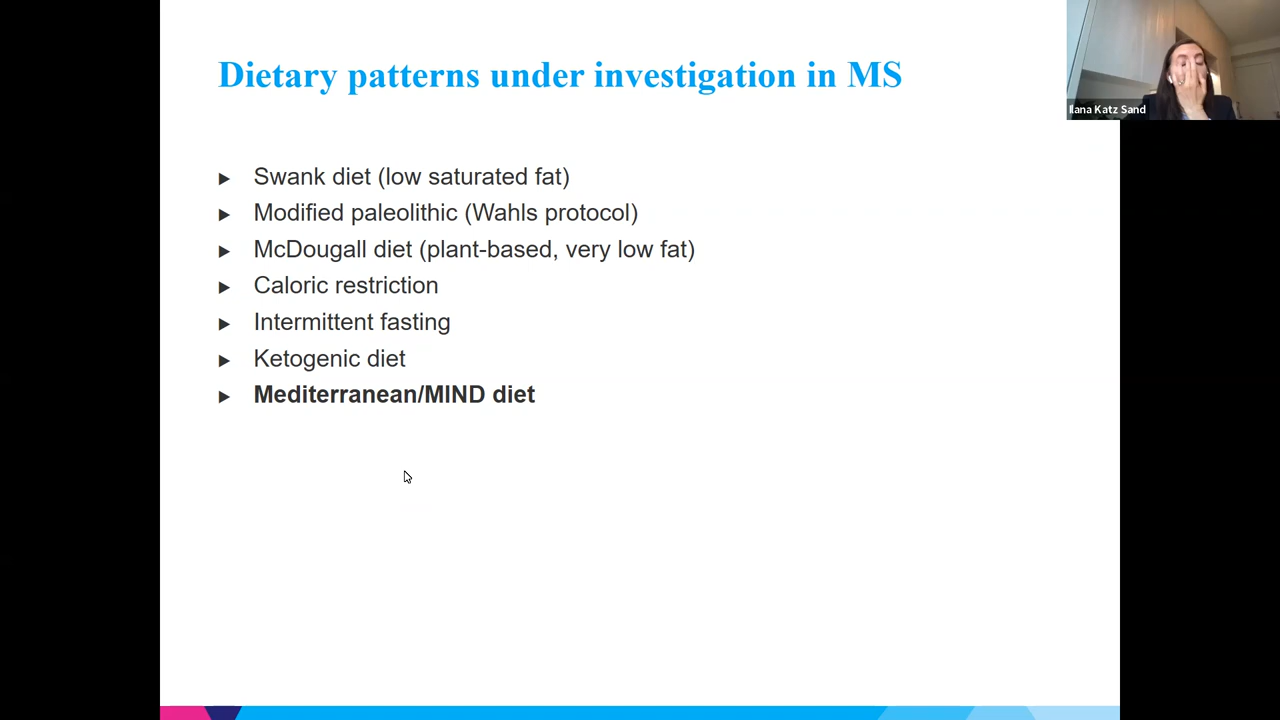 Dietary patterns under investigation in MS
Ilana Katz Sand
Swank diet (low saturated fat)
Modified paleolithic (Wahls protocol)
McDougall diet (plant-based, very low fat)
Caloric restriction
Intermittent fasting
Ketogenic diet
Mediterranean/MIND diet